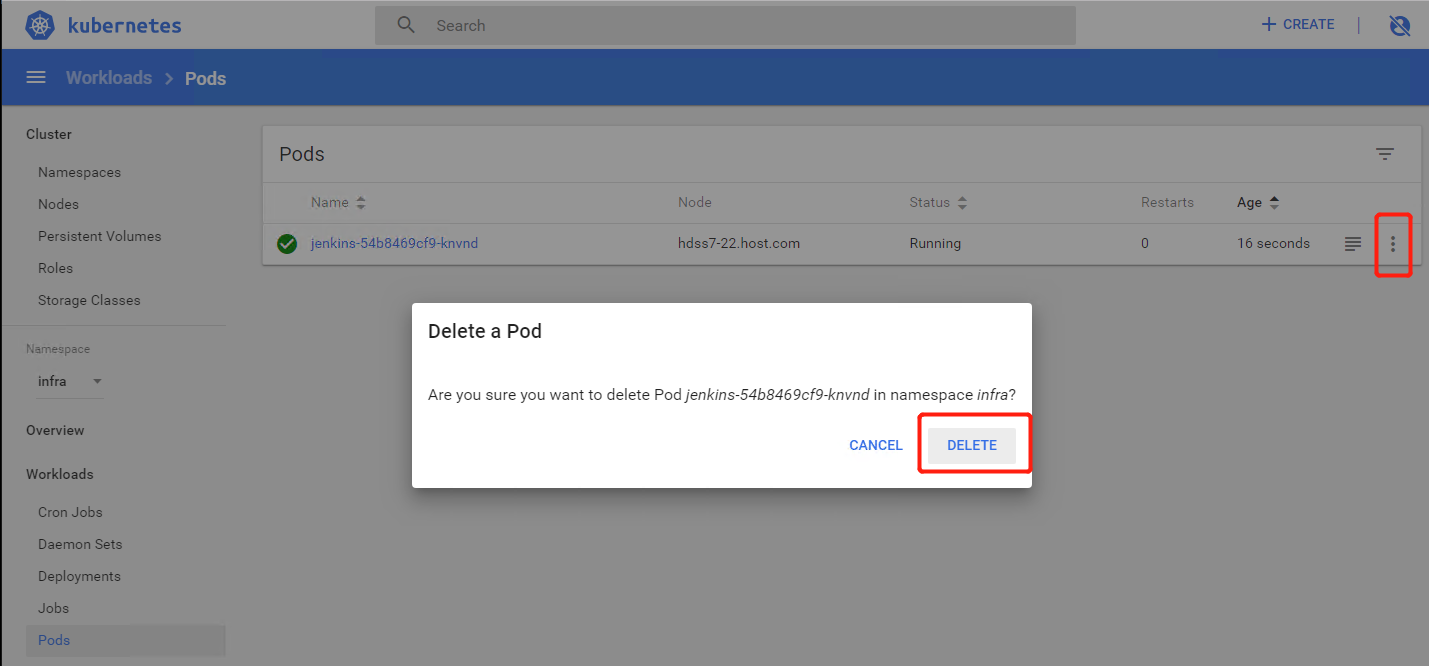 kubernetes
Search
CREATE
Workloads Pods
Cluster
Namespaces
Nodes
Persistent Volumes
Roles
Storage Classes
Namespace
infra
Overview
Workloads
Cron Jobs
Daemon Sets
Deployments
Jobs
Pods
Pods
Name Node Status Restarts Age
jenkins-54b8469cf9-knvnd hdss7-22.host.com Running 0 16 seconds
Delete a Pod
Are you sure you want to delete Pod jenkins-54b8469cf9-knvnd in namespace infra?
CANCEL DELETE